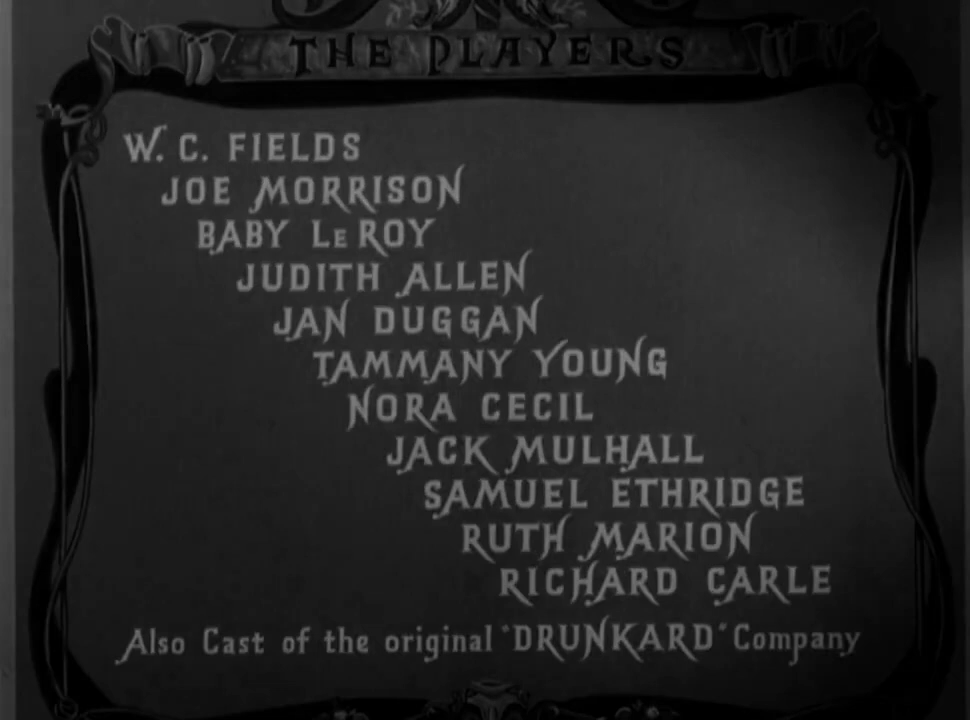 THE PLAYERS
W. C. FIELDS
JOE MORRISON
BABY LeROY
JUDITH ALLEN
JAN DUGGAN
TAMMANY YOUNG
NORA CECIL
JACK MULHALL
SAMUEL ETHRIDGE
RUTH MARION
RICHARD CARLE
Also Cast of the original "DRUNKARD" Company